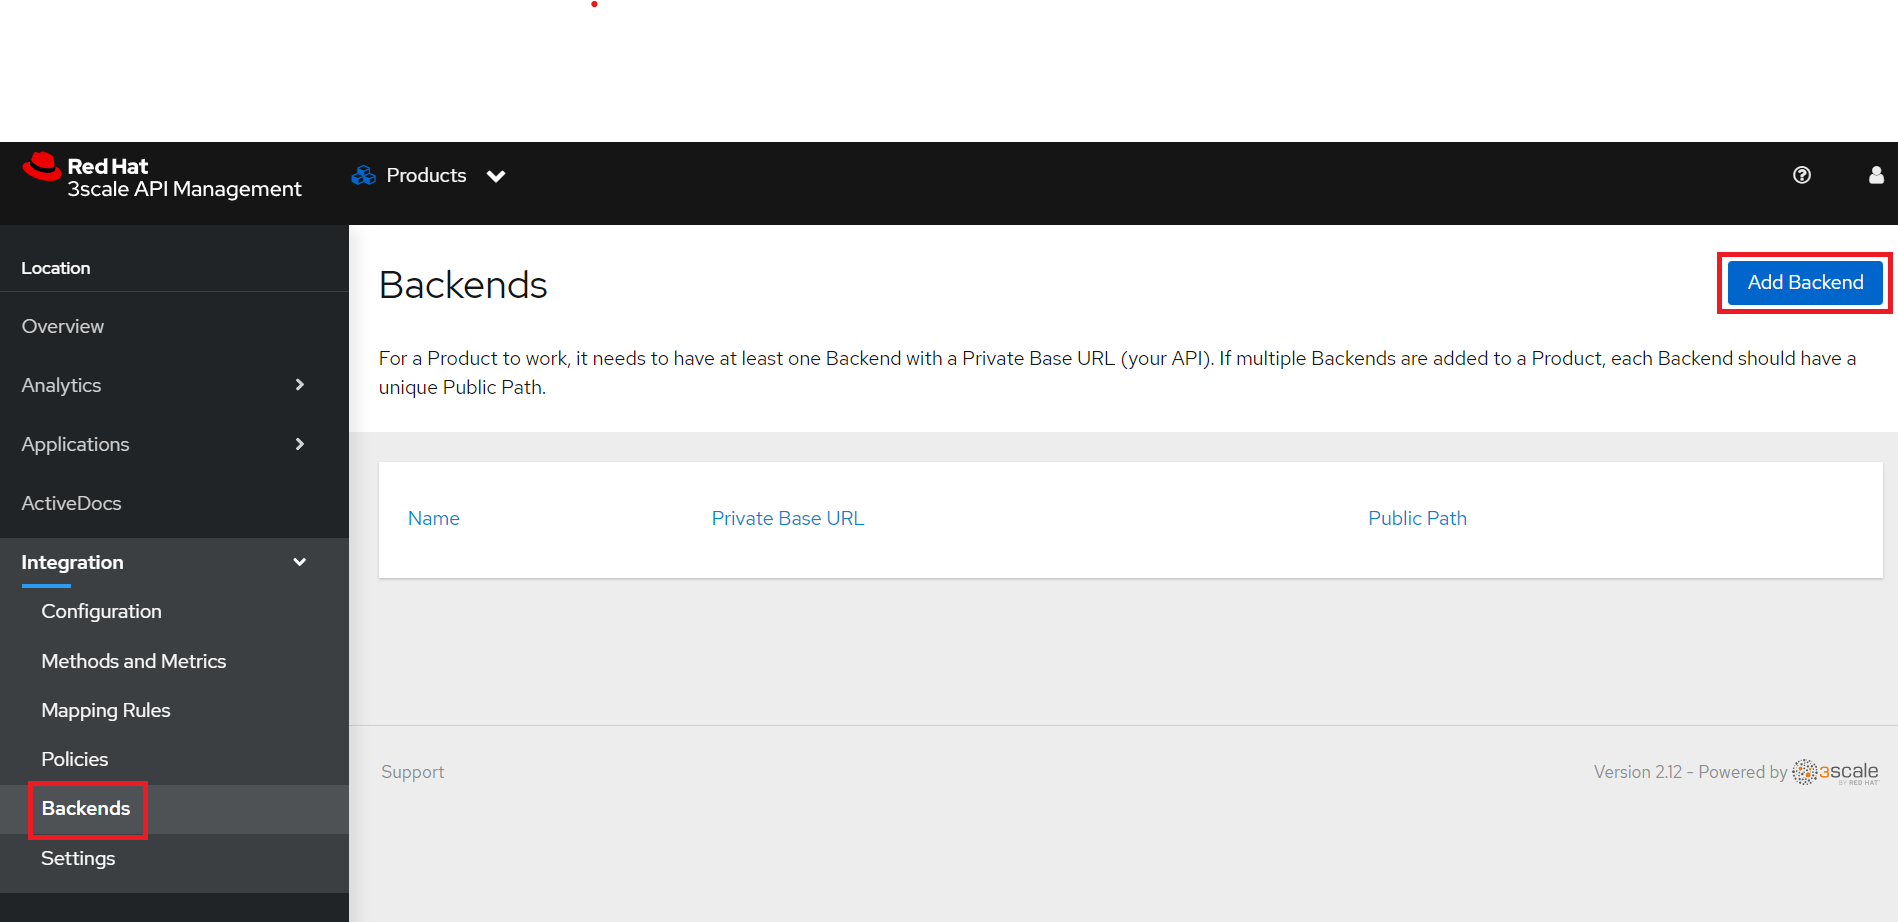 Red Hat
3scale API Management
Products
Location
Overview
Analytics
Applications
ActiveDocs
Integration
Configuration
Methods and Metrics
Mapping Rules
Policies
Backends
Settings
Backends
Add Backend
For a Product to work, it needs to have at least one Backend with a Private Base URL (your API). If multiple Backends are added to a Product, each Backend should have a
unique Public Path.
Name Private Base URL Public Path
Support
Version 2.12 - Powered by 3scale
BY RED HAT